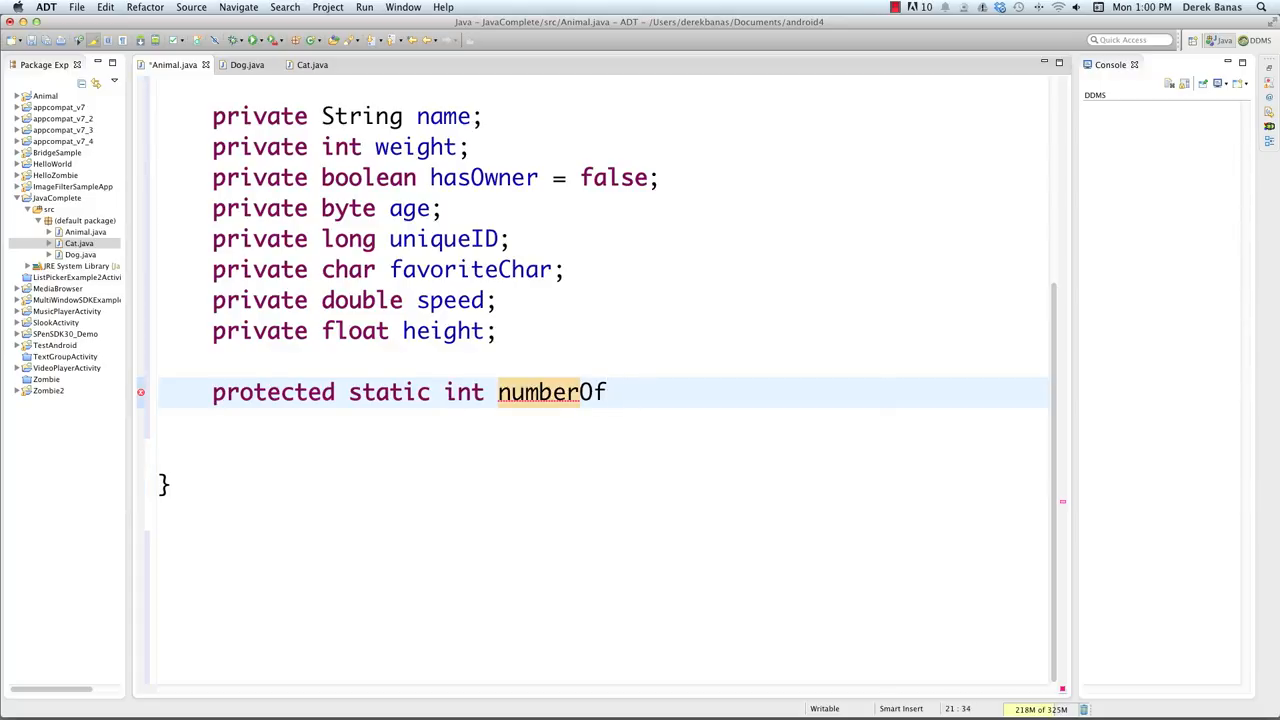 ADT File Edit Refactor Source Navigate Search Project Run Window Help 10 Mon 1:00 PM Derek Banas
Java - JavaComplete/src/Animal.java - ADT - /Users/derekbanas/Documents/android4
Quick Access Java DDMS
Package Exp
*Animal.java Dog.java Cat.java
Console
DDMS
Animal
appcompat_v7
appcompat_v7_2
appcompat_v7_3
appcompat_v7_4
BridgeSample
HelloWorld
HelloZombie
ImageFilterSampleApp
JavaComplete
src
(default package)
Animal.java
Cat.java
Dog.java
JRE System Library [Ja
ListPickerExample2Activi
MediaBrowser
MultiWindowSDKExample
MusicPlayerActivity
SlookActivity
SPenSDK30_Demo
TestAndroid
TextGroupActivity
VideoPlayerActivity
Zombie
Zombie2
private String name;
private int weight;
private boolean hasOwner = false;
private byte age;
private long uniqueID;
private char favoriteChar;
private double speed;
private float height;
protected static int numberOf
}
Writable Smart Insert 21 : 34 218M of 325M